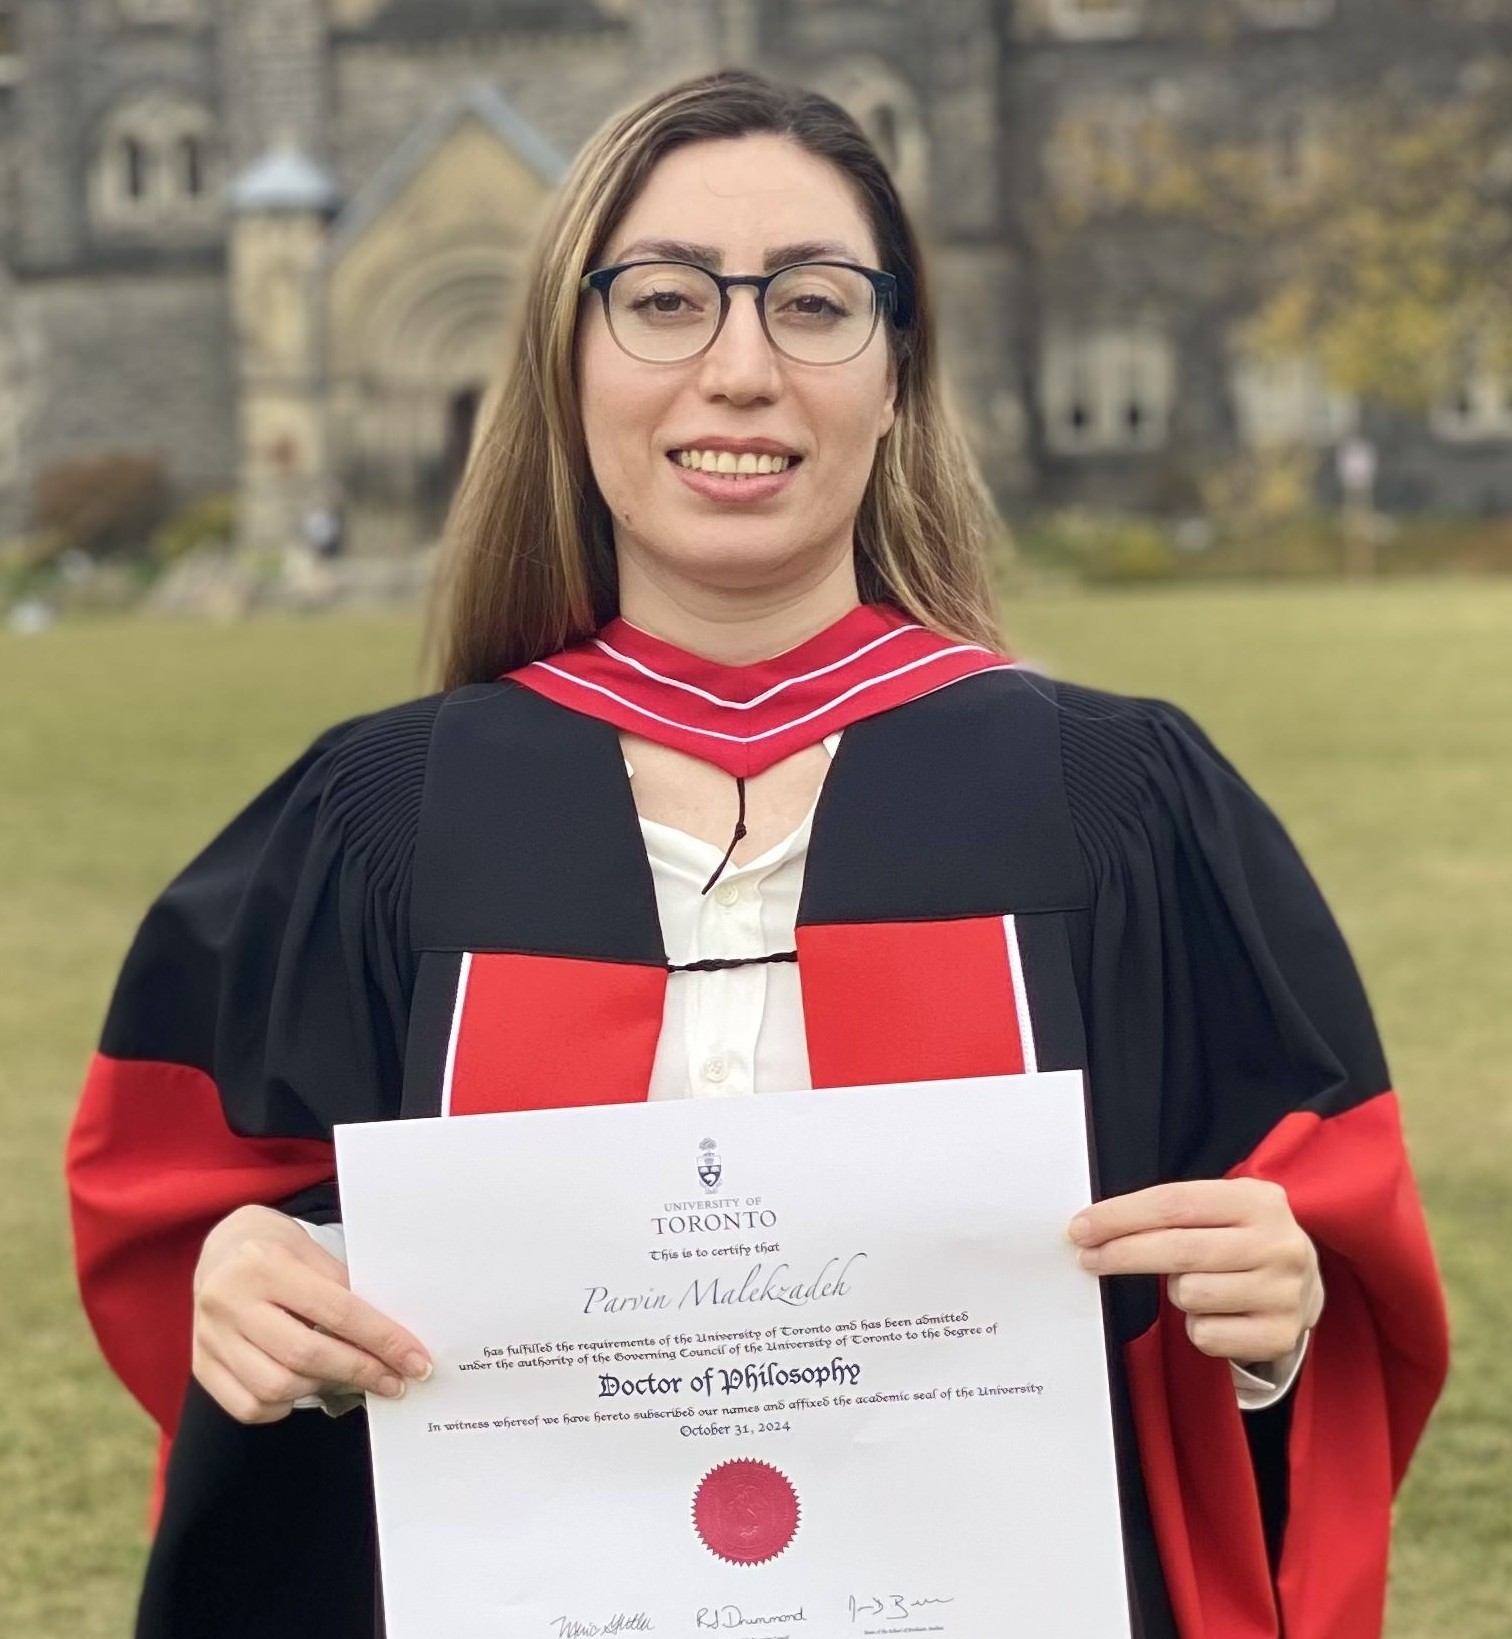 UNIVERSITY OF
TORONTO
This is to certify that
Parvin Malekzadeh
has fulfilled the requirements of the University of Toronto and has been admitted
under the authority of the Governing Council of the University of Toronto to the degree of
Doctor of Philosophy
In witness whereof we have hereto subscribed our names and affixed the academic seal of the University
October 31, 2024